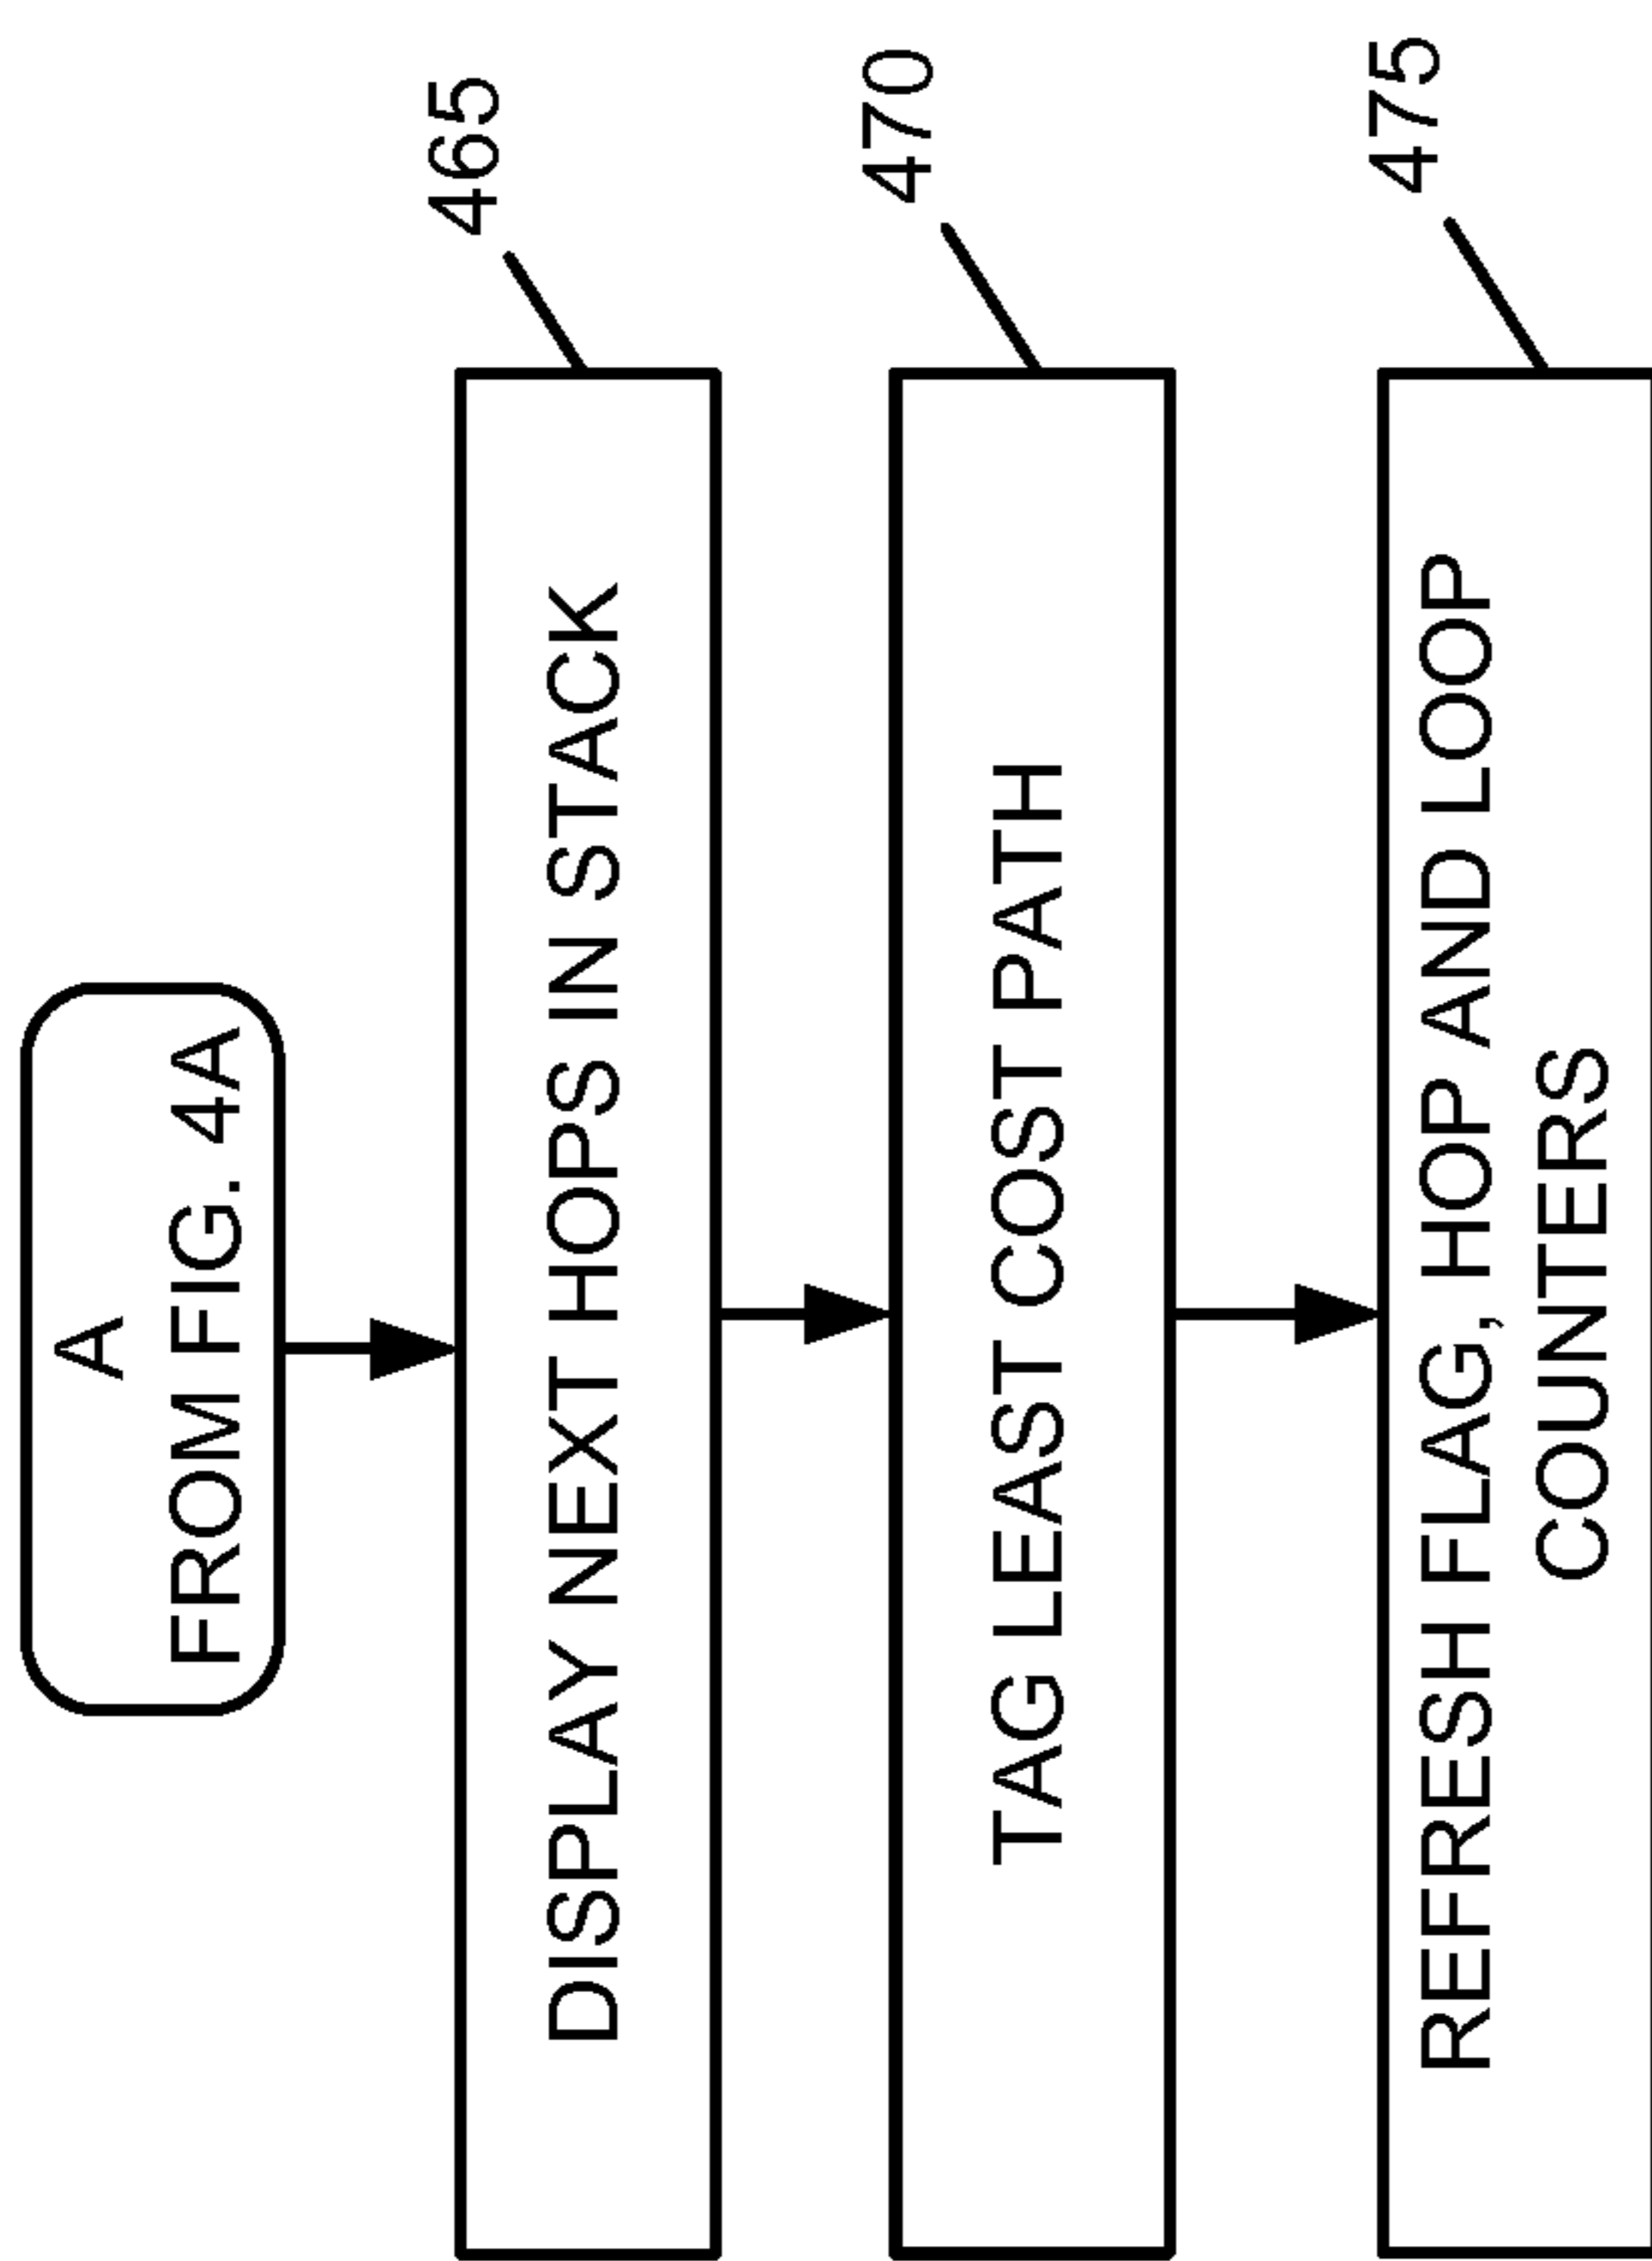 A
FROM FIG. 4A
465
DISPLAY NEXT HOPS IN STACK
470
TAG LEAST COST PATH
475
REFRESH FLAG, HOP AND LOOP
COUNTERS